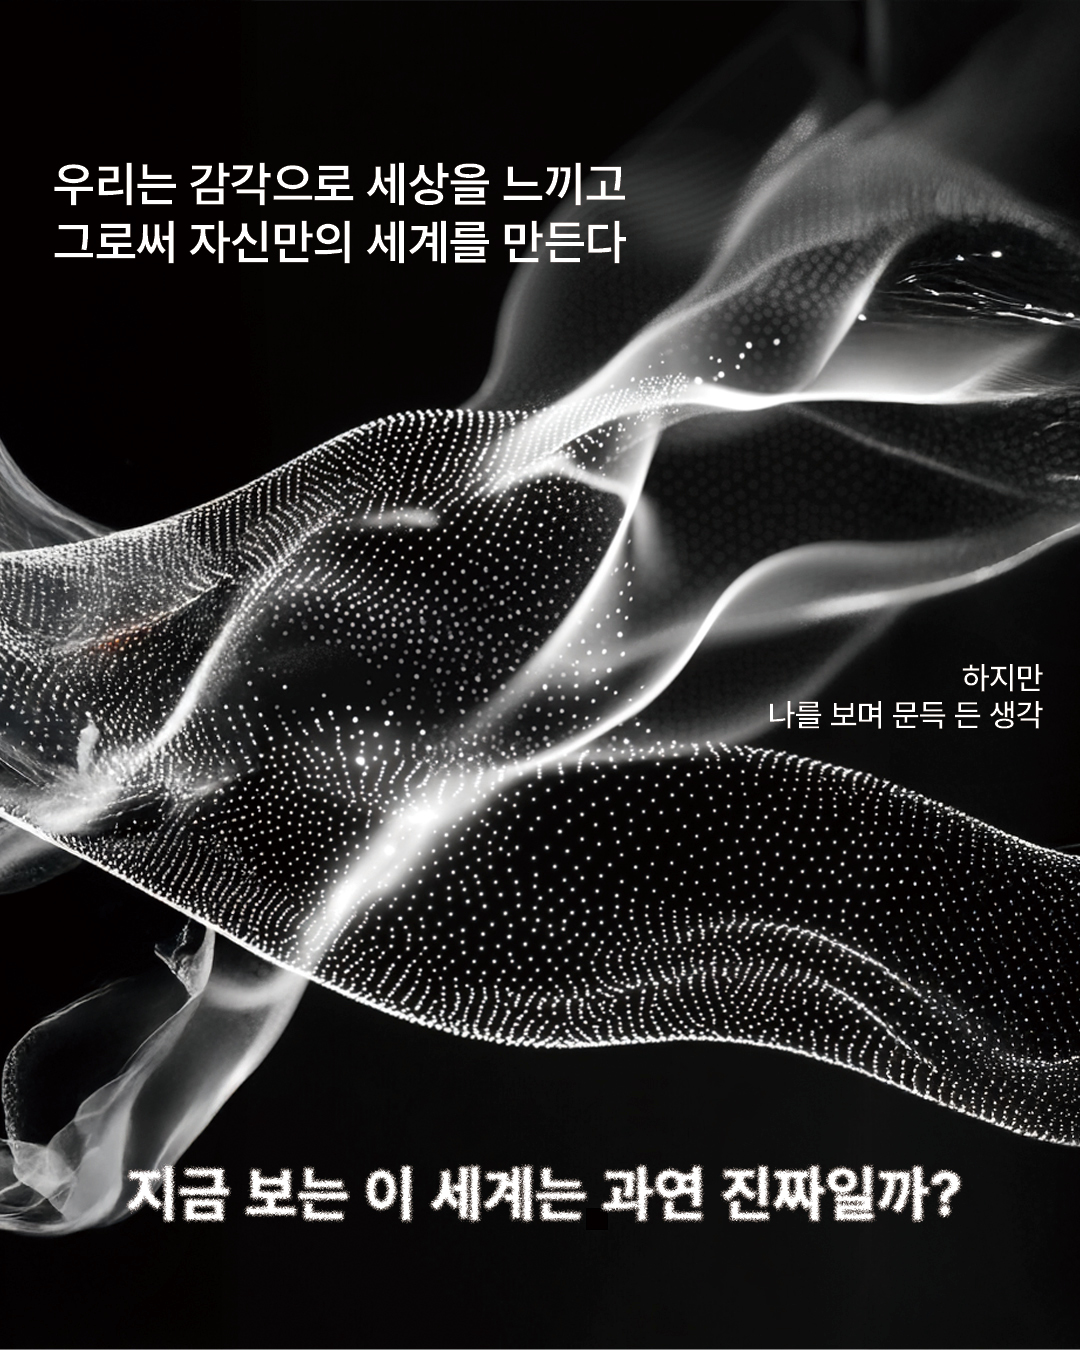 우리는 감각으로 세상을 느끼고
그로써 자신만의 세계를 만든다
하지만
나를 보며 문득 든 생각
지금 보는 이 세계는 과연 진짜일까?